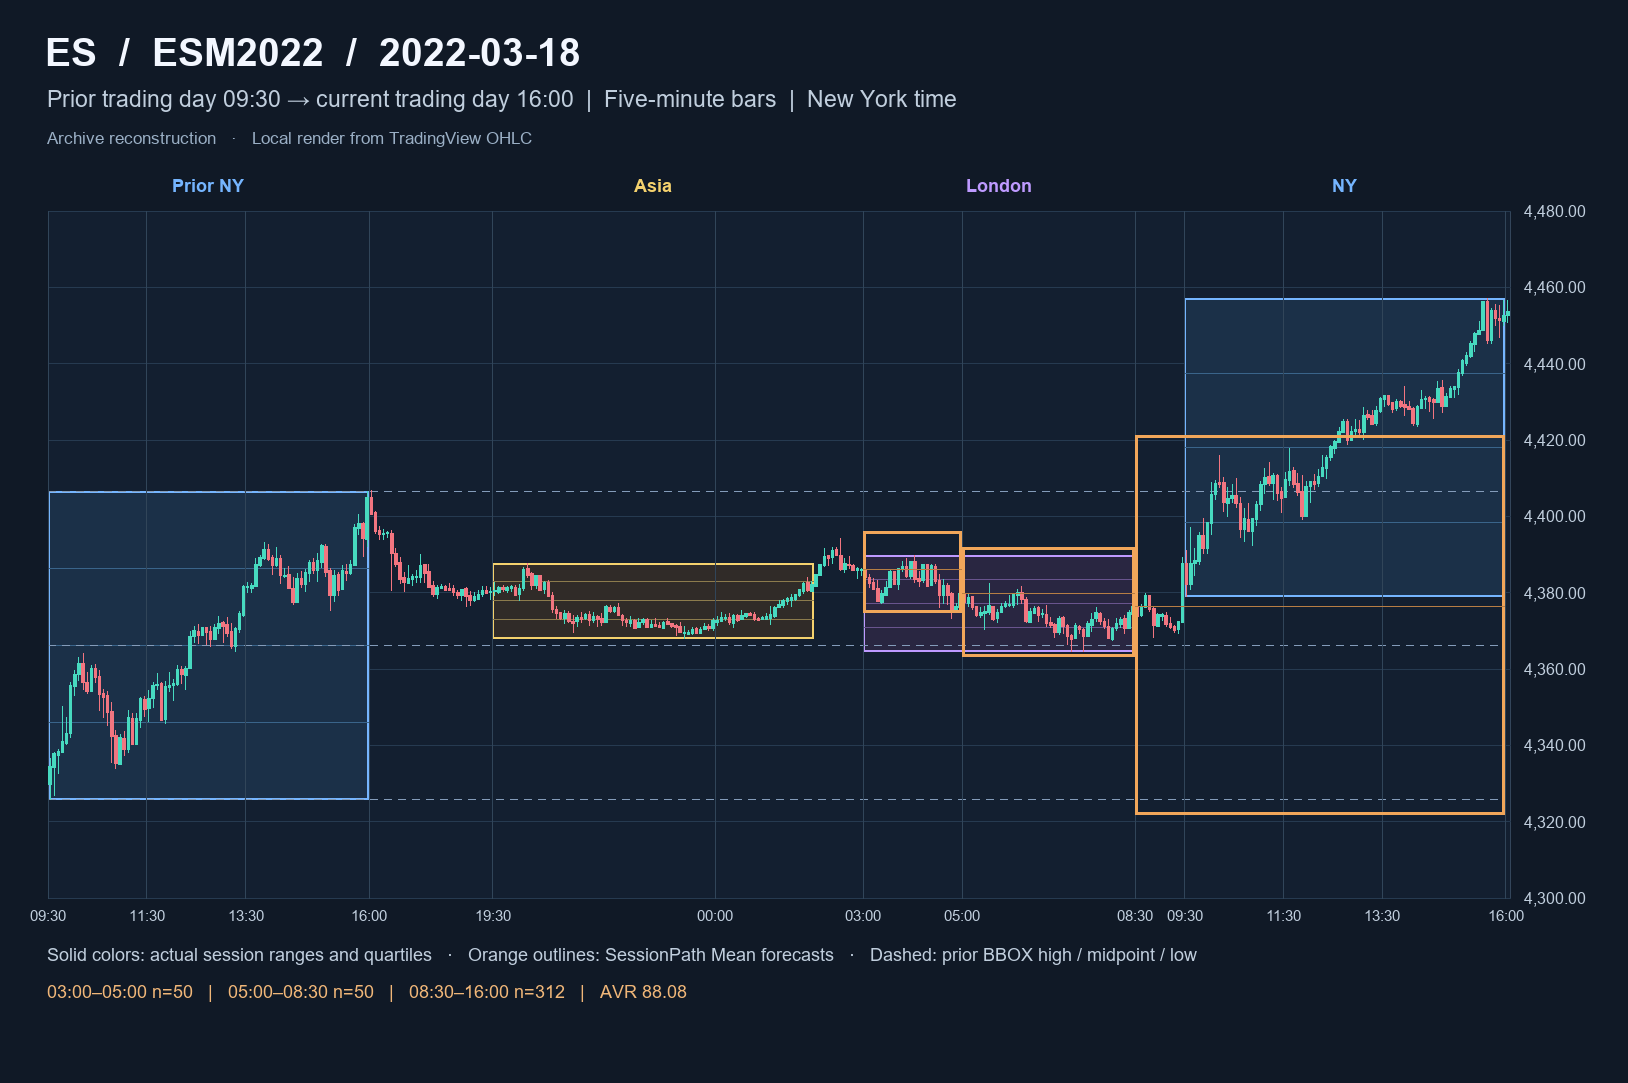 ES / ESM2022 / 2022-03-18
Prior trading day 09:30 → current trading day 16:00 | Five-minute bars | New York time
Archive reconstruction · Local render from TradingView OHLC
Prior NY Asia London NY
4,480.00
4,460.00
4,440.00
4,420.00
4,400.00
4,380.00
4,360.00
4,340.00
4,320.00
4,300.00
09:30 11:30 13:30 16:00 19:30 00:00 03:00 05:00 08:30 09:30 11:30 13:30 16:00
Solid colors: actual session ranges and quartiles · Orange outlines: SessionPath Mean forecasts · Dashed: prior BBOX high / midpoint / low
03:00–05:00 n=50 | 05:00–08:30 n=50 | 08:30–16:00 n=312 | AVR 88.08